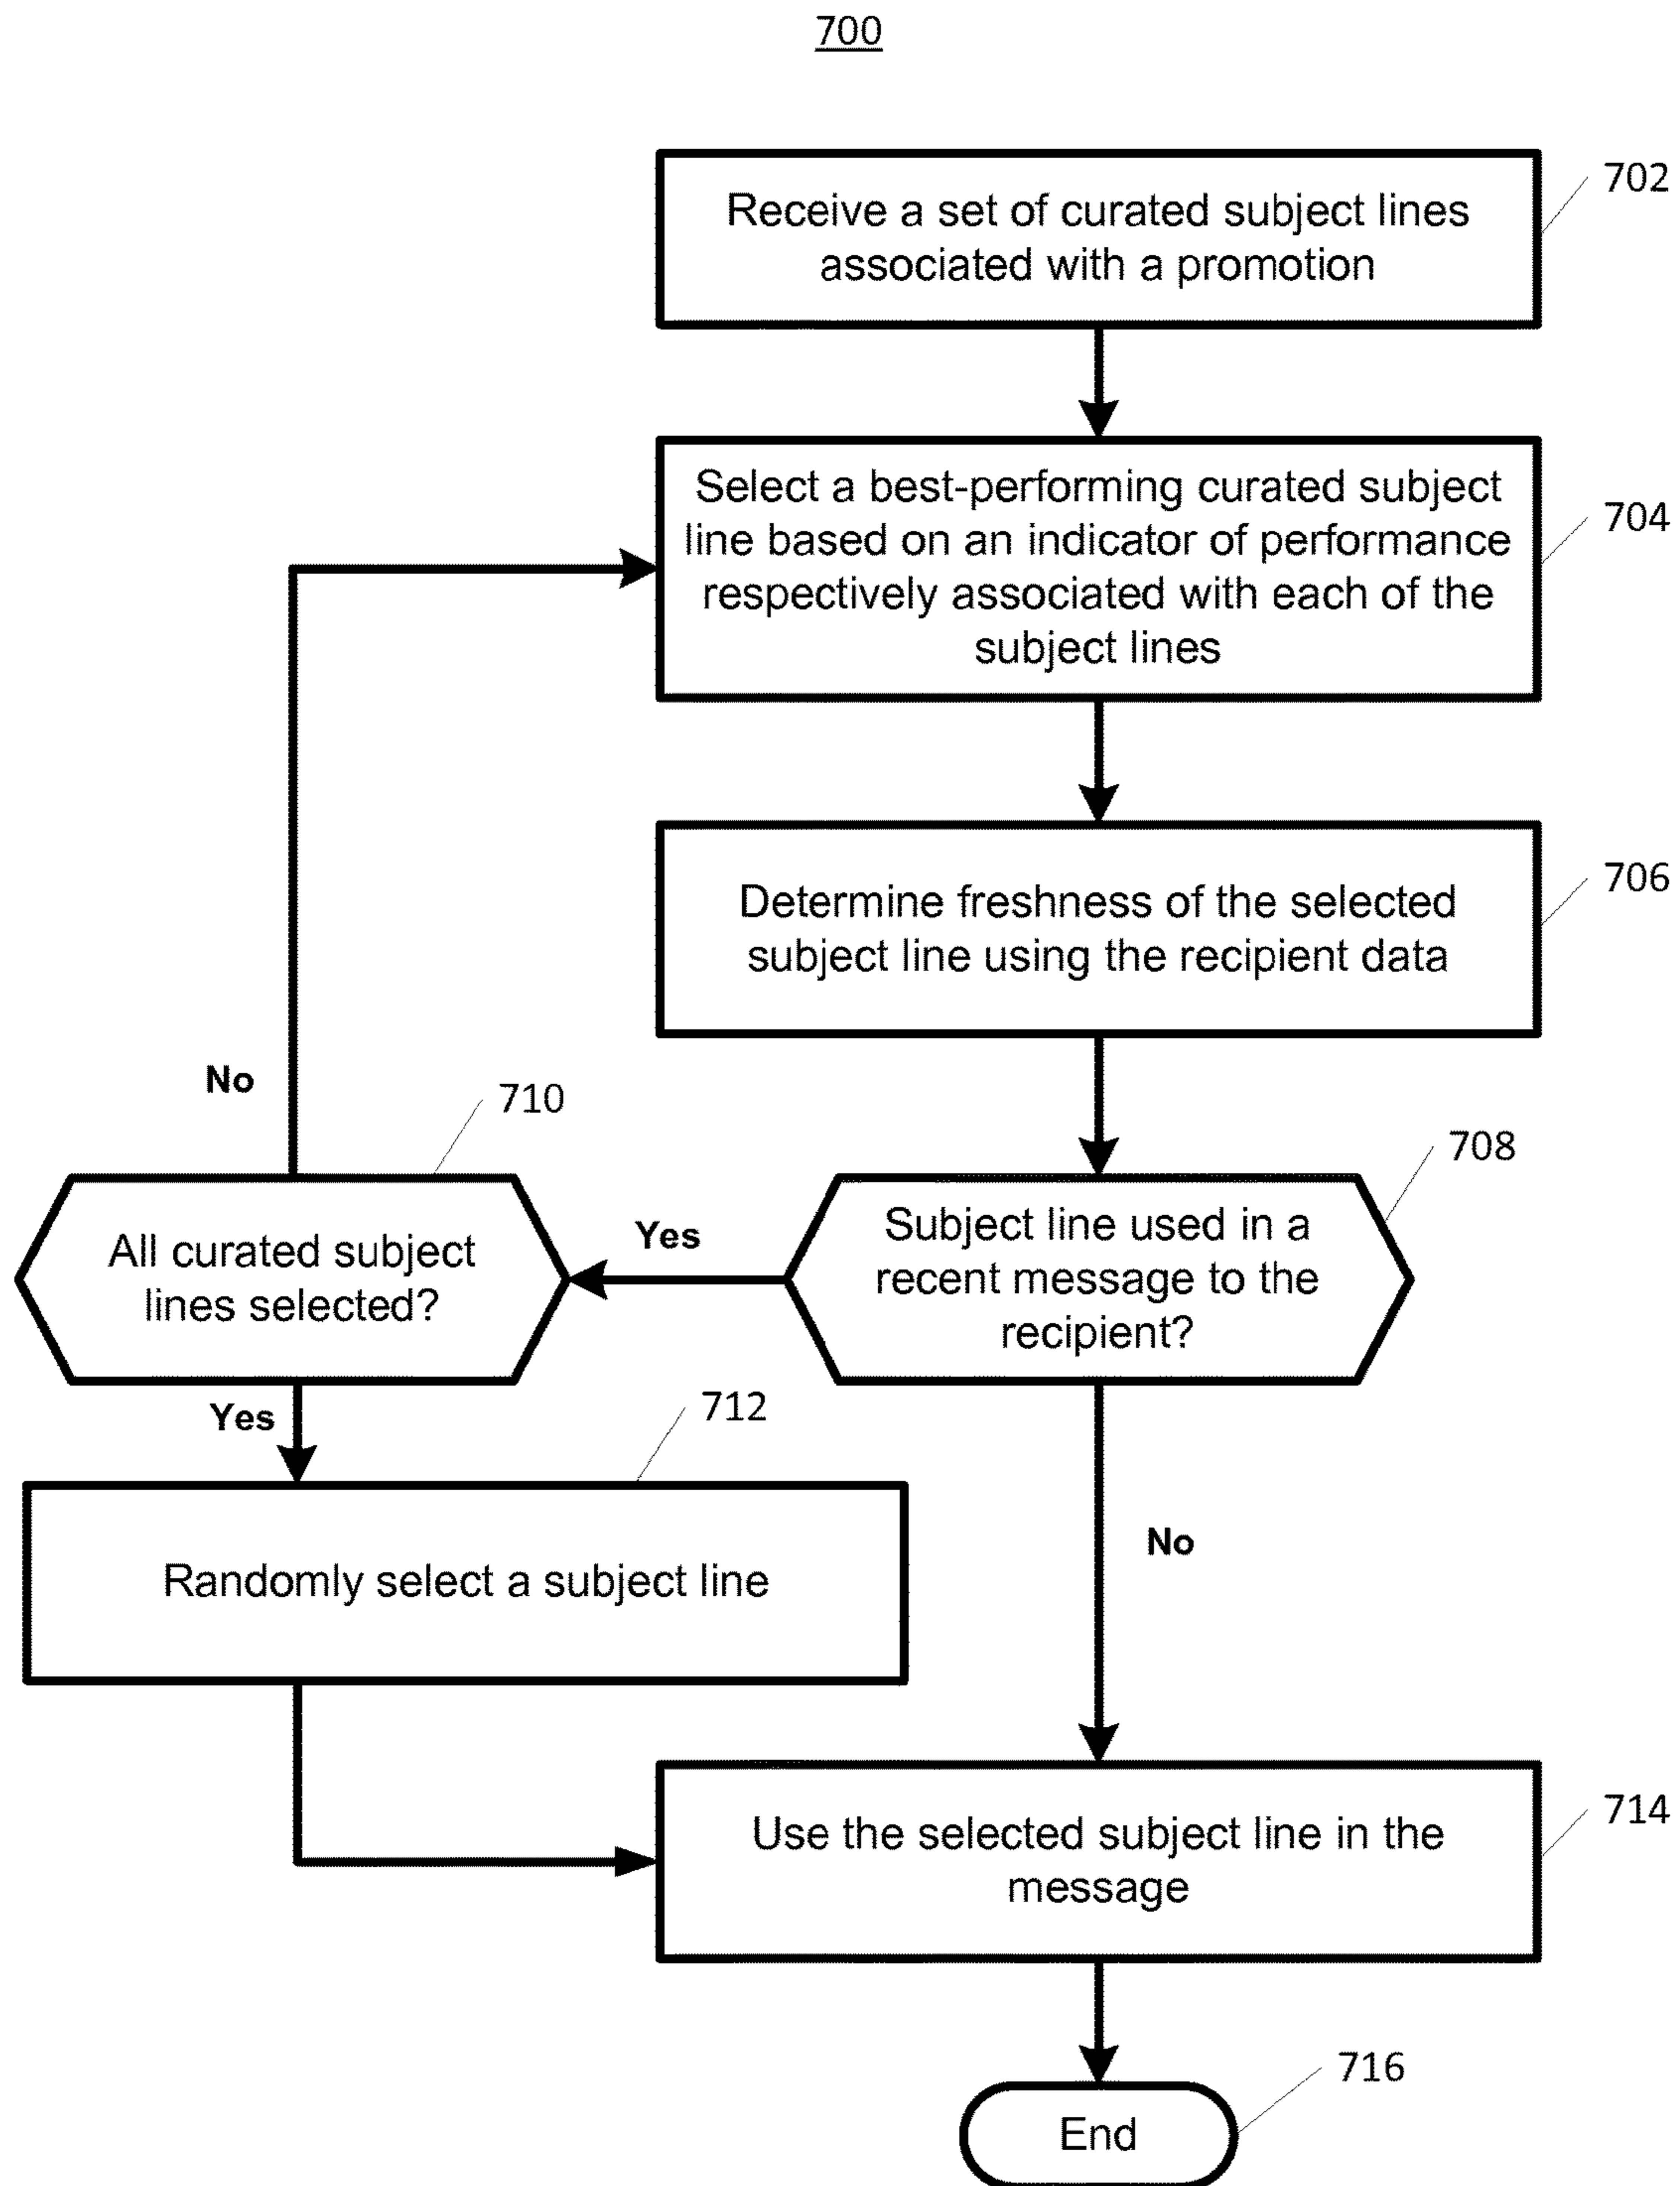 700
Receive a set of curated subject lines
associated with a promotion
702
Select a best-performing curated subject
line based on an indicator of performance
respectively associated with each of the
subject lines
704
Determine freshness of the selected
subject line using the recipient data
706
No
710
708
All curated subject
lines selected?
Yes
Subject line used in a
recent message to the
recipient?
Yes
712
Randomly select a subject line
No
Use the selected subject line in the
message
714
716
End